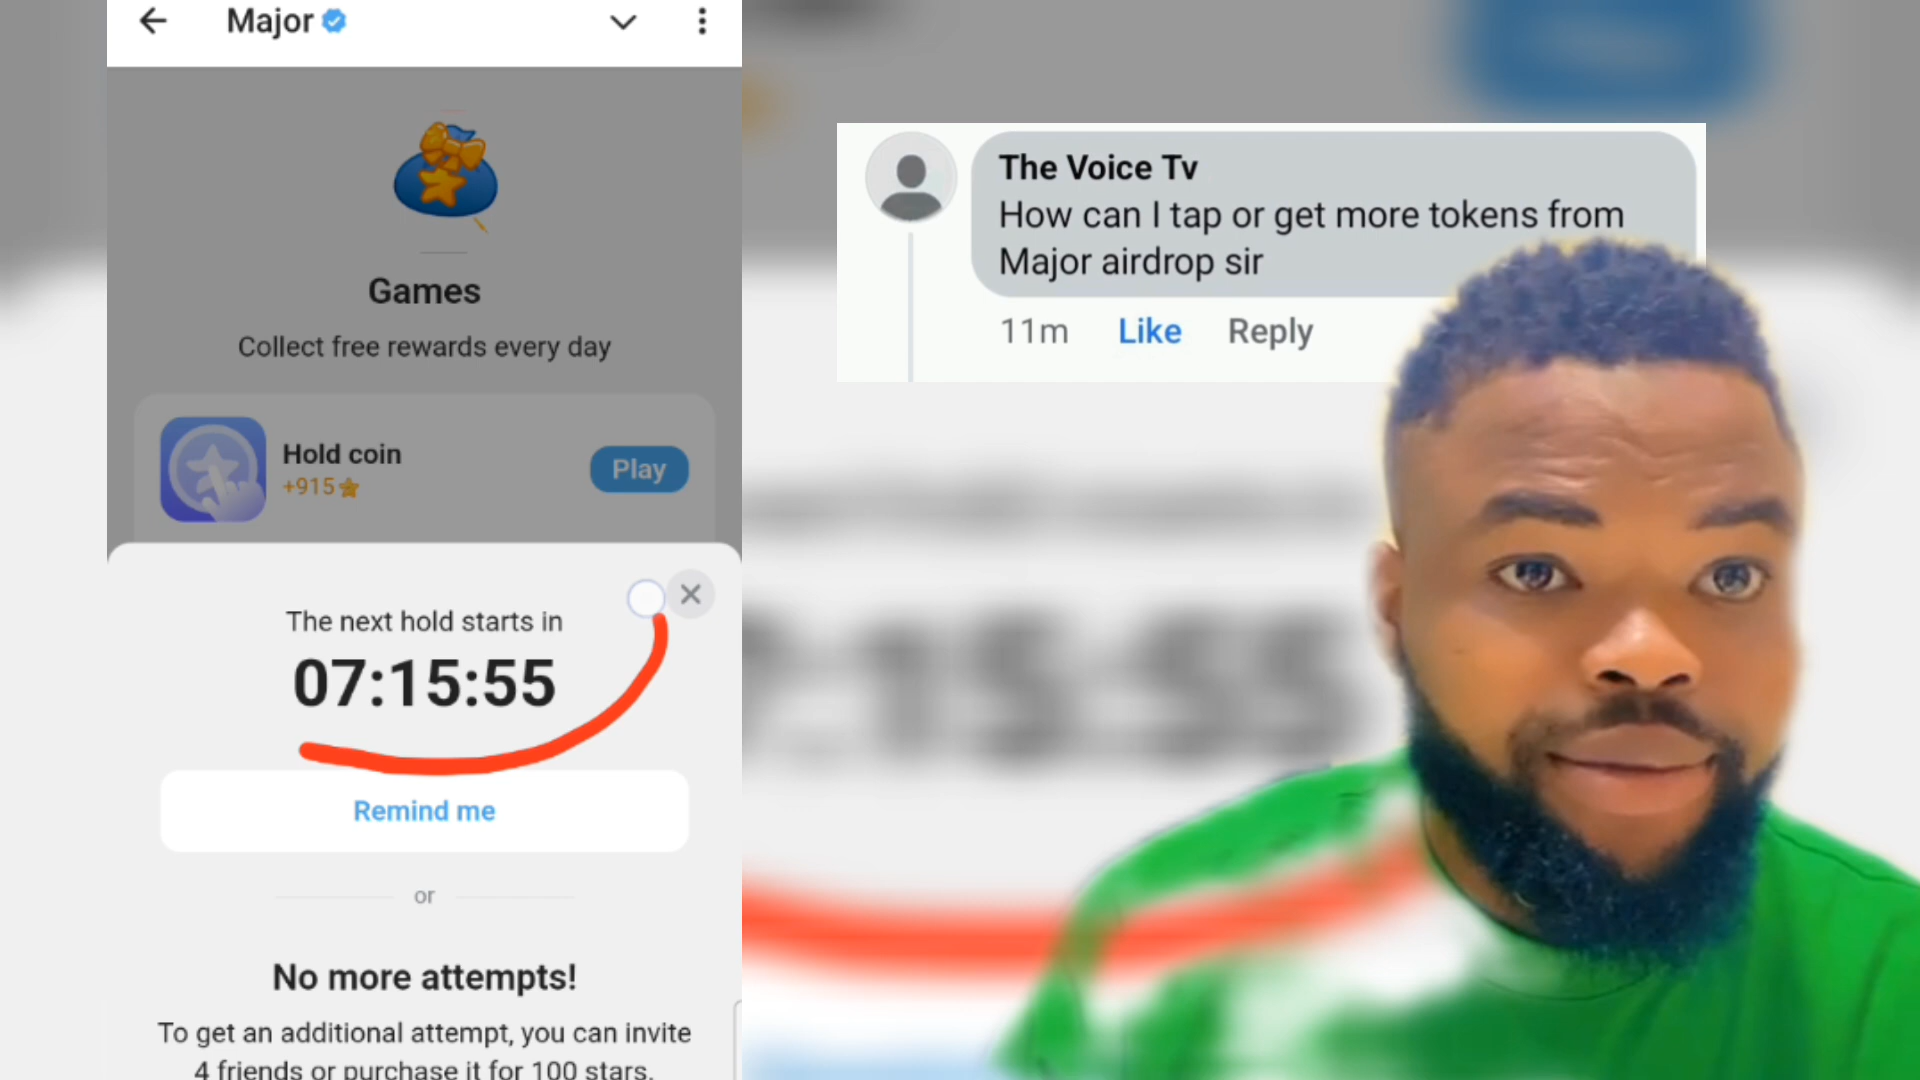 Major
Games
Collect free rewards every day
Hold coin
+915
Play
The next hold starts in
07:15:55
Remind me
or
No more attempts!
To get an additional attempt, you can invite
4 friends or purchase it for 100 stars.
The Voice Tv
How can I tap or get more tokens from
Major airdrop sir
11m Like Reply